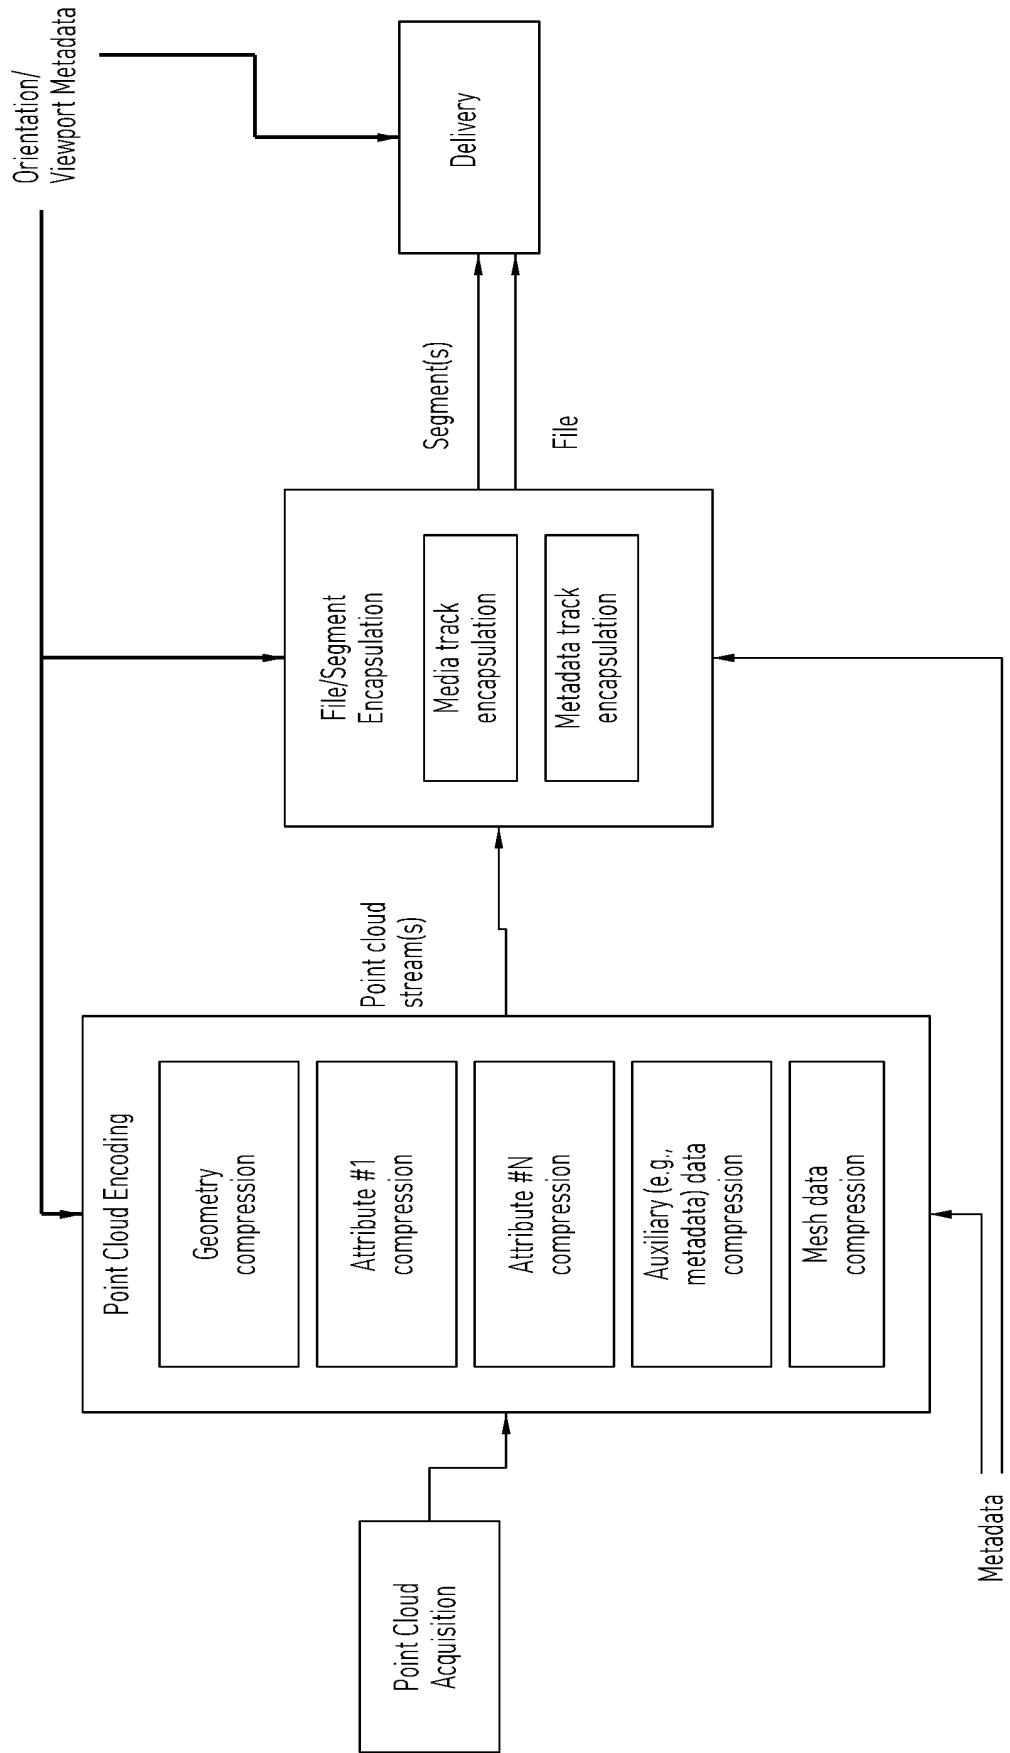 Orientation/
Viewport Metadata
Point Cloud
Acquisition
Point Cloud Encoding
Geometry
compression
Attribute #1
compression
Attribute #N
compression
Auxiliary (e.g.,
metadata) data
compression
Mesh data
compression
Point cloud
stream(s)
File/Segment
Encapsulation
Media track
encapsulation
Metadata track
encapsulation
Segment(s)
File
Delivery
Metadata